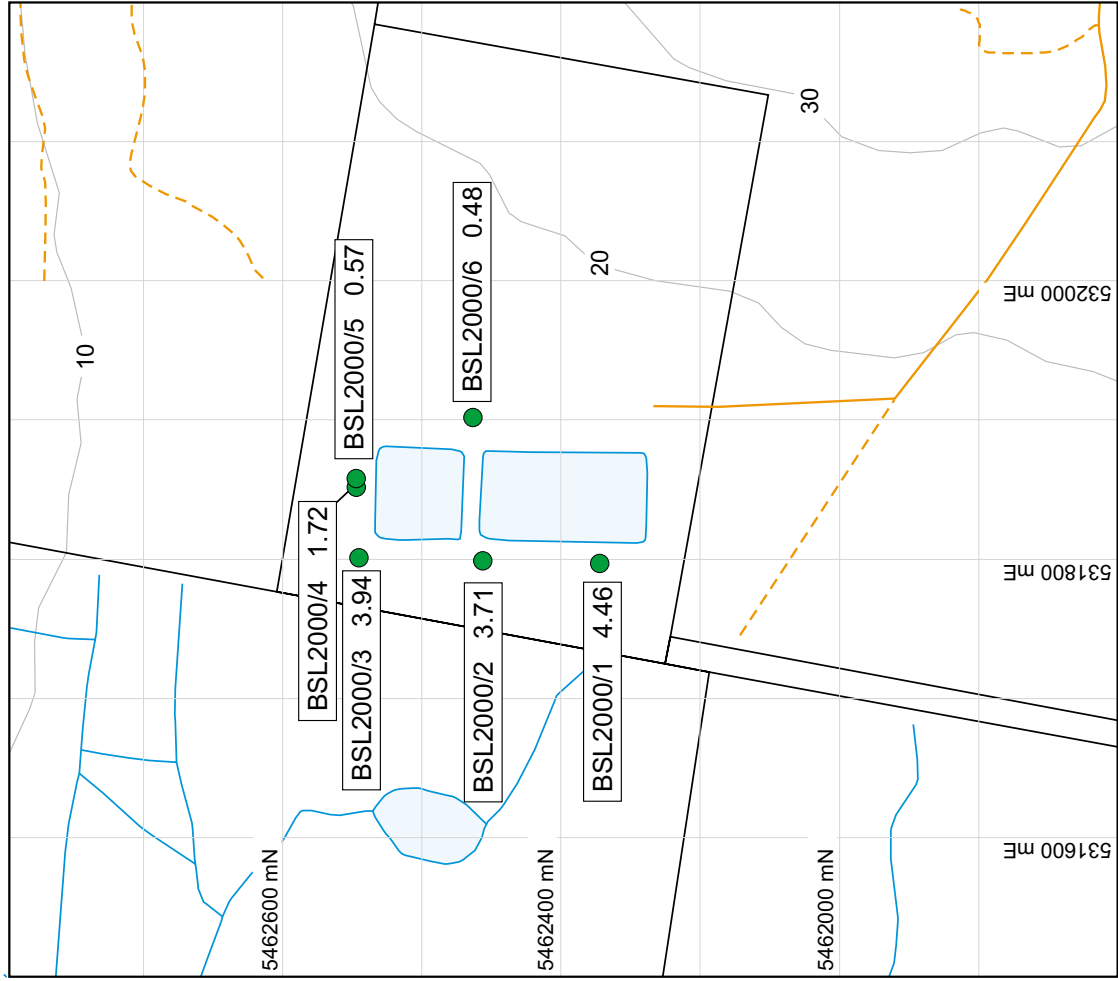 10
20
30
BSL2000/5 0.57
BSL2000/6 0.48
BSL2000/4 1.72
BSL2000/3 3.94
BSL2000/2 3.71
BSL2000/1 4.46
5462600 mN
5462400 mN
5462000 mN
532000 mE
531800 mE
531600 mE